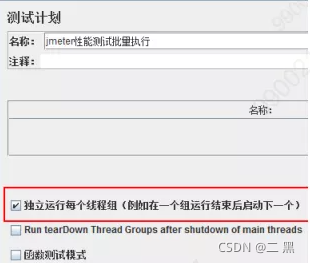 测试计划
名称： jmeter性能测试批量执行
注释：
名称：
独立运行每个线程组（例如在一个组运行结束后启动下一个）
Run tearDown Thread Groups after shutdown of main threads
函数测试模式
CSDN @二 黑